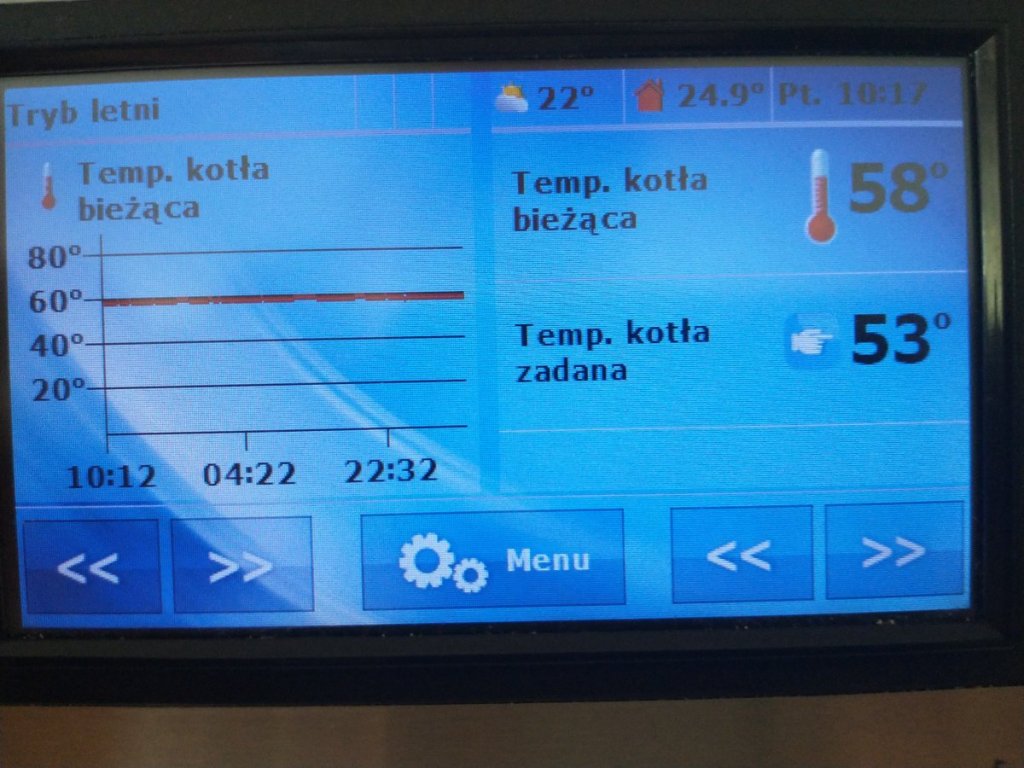 Tryb letni
22° 24.9° Pt. 10:17
Temp. kotła
bieżąca
80°
60°
40°
20°
10:12 04:22 22:32
Temp. kotła
bieżąca
58°
Temp. kotła
zadana
53°
<< >> Menu << >>